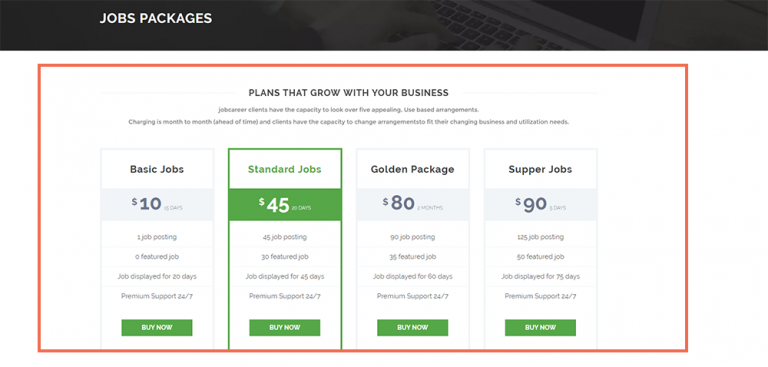 JOBS PACKAGES
PLANS THAT GROW WITH YOUR BUSINESS
jobcareer clients have the capacity to look over five appealing. Use based arrangements.
Charging is month to month (ahead of time) and clients have the capacity to change arrangementsto fit their changing business and utilization needs.
Basic Jobs
$10 15 DAYS
1 job posting
0 featured job
Job displayed for 20 days
Premium Support 24/7
BUY NOW
Standard Jobs
$45 20 DAYS
45 job posting
30 featured job
Job displayed for 45 days
Premium Support 24/7
BUY NOW
Golden Package
$80 2 MONTHS
90 job posting
35 featured job
Job displayed for 60 days
Premium Support 24/7
BUY NOW
Supper Jobs
$90 5 DAYS
125 job posting
50 featured job
Job displayed for 75 days
Premium Support 24/7
BUY NOW